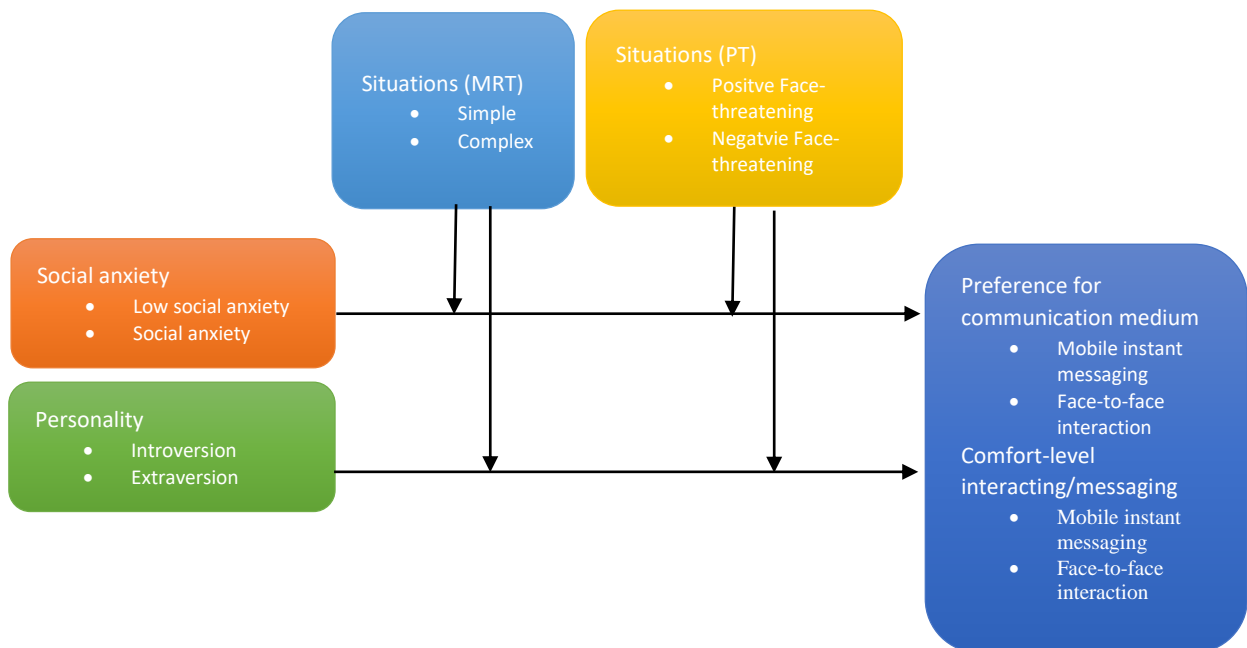 Situations (MRT)
• Simple
• Complex
Situations (PT)
• Positve Face-
threatening
• Negatvie Face-
threatening
Social anxiety
• Low social anxiety
• Social anxiety
Personality
• Introversion
• Extraversion
Preference for
communication medium
• Mobile instant
messaging
• Face-to-face
interaction
Comfort-level
interacting/messaging
• Mobile instant
messaging
• Face-to-face
interaction